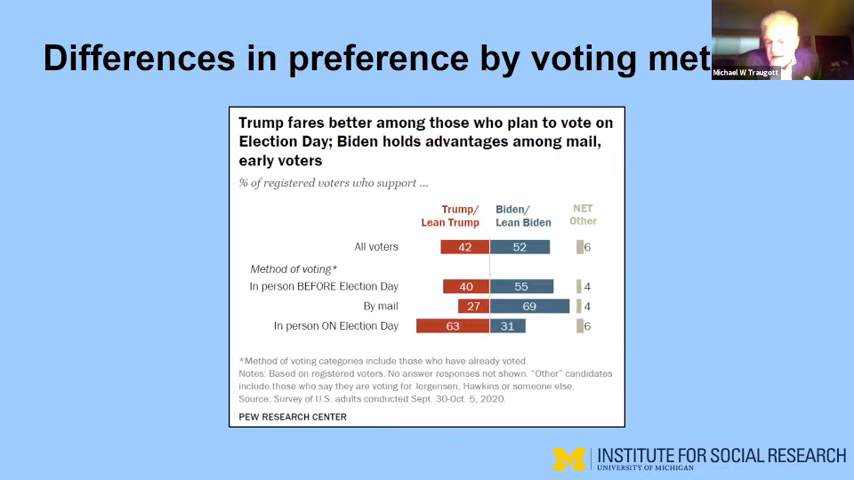 Differences in preference by voting met
Michael W Traugott
Trump fares better among those who plan to vote on
Election Day; Biden holds advantages among mail,
early voters
% of registered voters who support ...
Trump/
Lean Trump
Biden/
Lean Biden
NET
Other
All voters 42 52 6
Method of voting*
In person BEFORE Election Day 40 55 4
By mail 27 69 4
In person ON Election Day 63 31 6
*Method of voting categories include those who have already voted.
Notes: Based on registered voters. No answer responses not shown. "Other" candidates
include those who say they are voting for Jorgensen, Hawkins or someone else.
Source: Survey of U.S. adults conducted Sept. 30-Oct. 5, 2020.
PEW RESEARCH CENTER
M INSTITUTE FOR SOCIAL RESEARCH
UNIVERSITY OF MICHIGAN